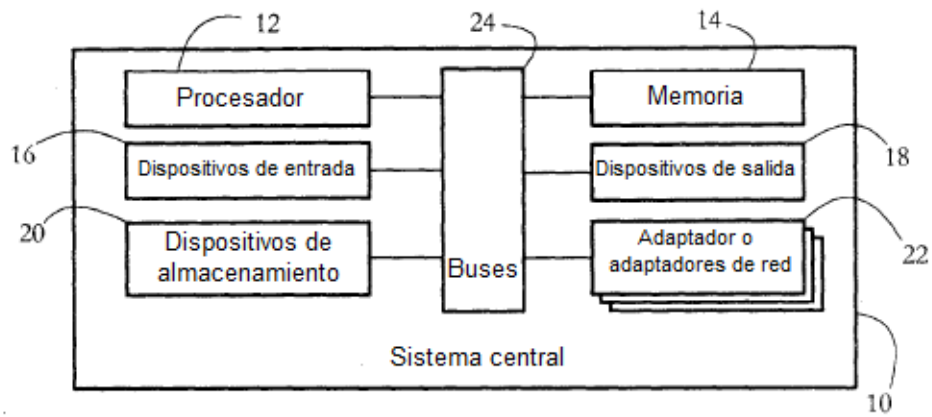 12
24
14
Procesador
Memoria
16
Dispositivos de entrada
Dispositivos de salida
18
20
Dispositivos de
almacenamiento
Buses
Adaptador o
adaptadores de red
22
Sistema central
10